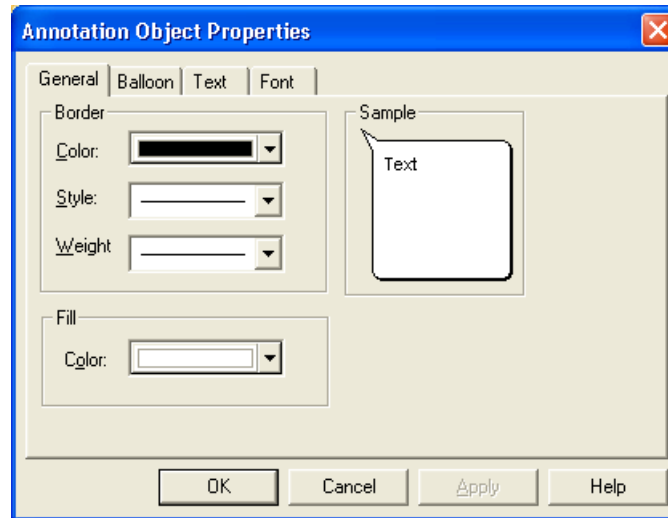 Annotation Object Properties
General Balloon Text Font
Border
Color:
Style:
Weight
Sample
Text
Fill
Color:
OK Cancel Apply Help